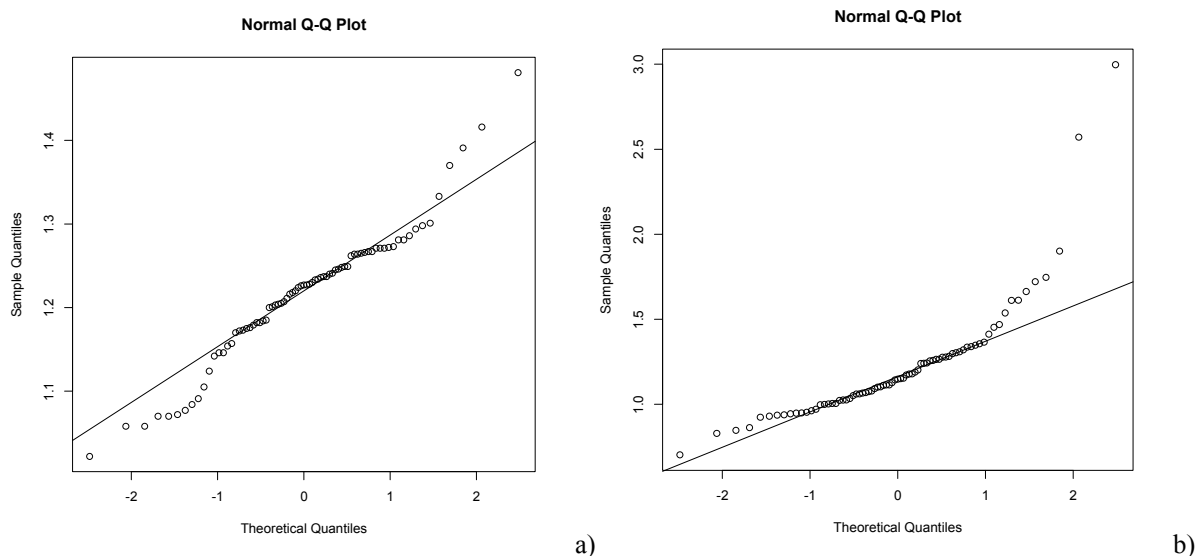 Normal Q-Q Plot
Sample Quantiles
1.4
1.3
1.2
1.1
-2 -1 0 1 2
Theoretical Quantiles
a)
Normal Q-Q Plot
Sample Quantiles
3.0
2.5
2.0
1.5
1.0
-2 -1 0 1 2
Theoretical Quantiles
b)